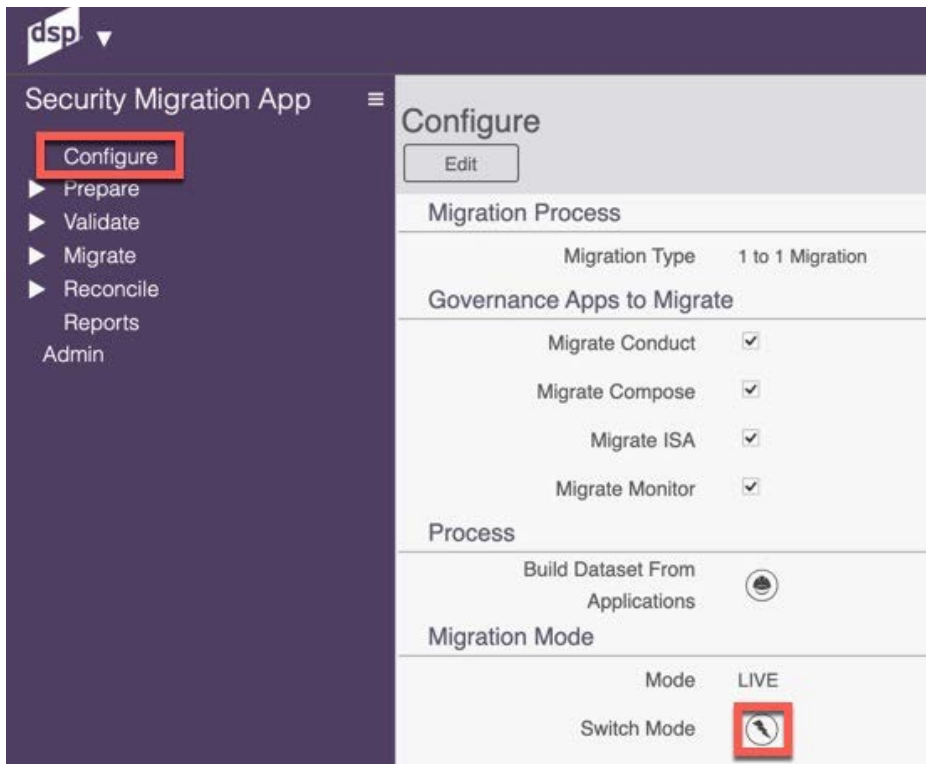 dsp
Security Migration App
Configure
Prepare
Validate
Migrate
Reconcile
Reports
Admin
Configure
Edit
Migration Process
Migration Type 1 to 1 Migration
Governance Apps to Migrate
Migrate Conduct
Migrate Compose
Migrate ISA
Migrate Monitor
Process
Build Dataset From
Applications
Migration Mode
Mode LIVE
Switch Mode